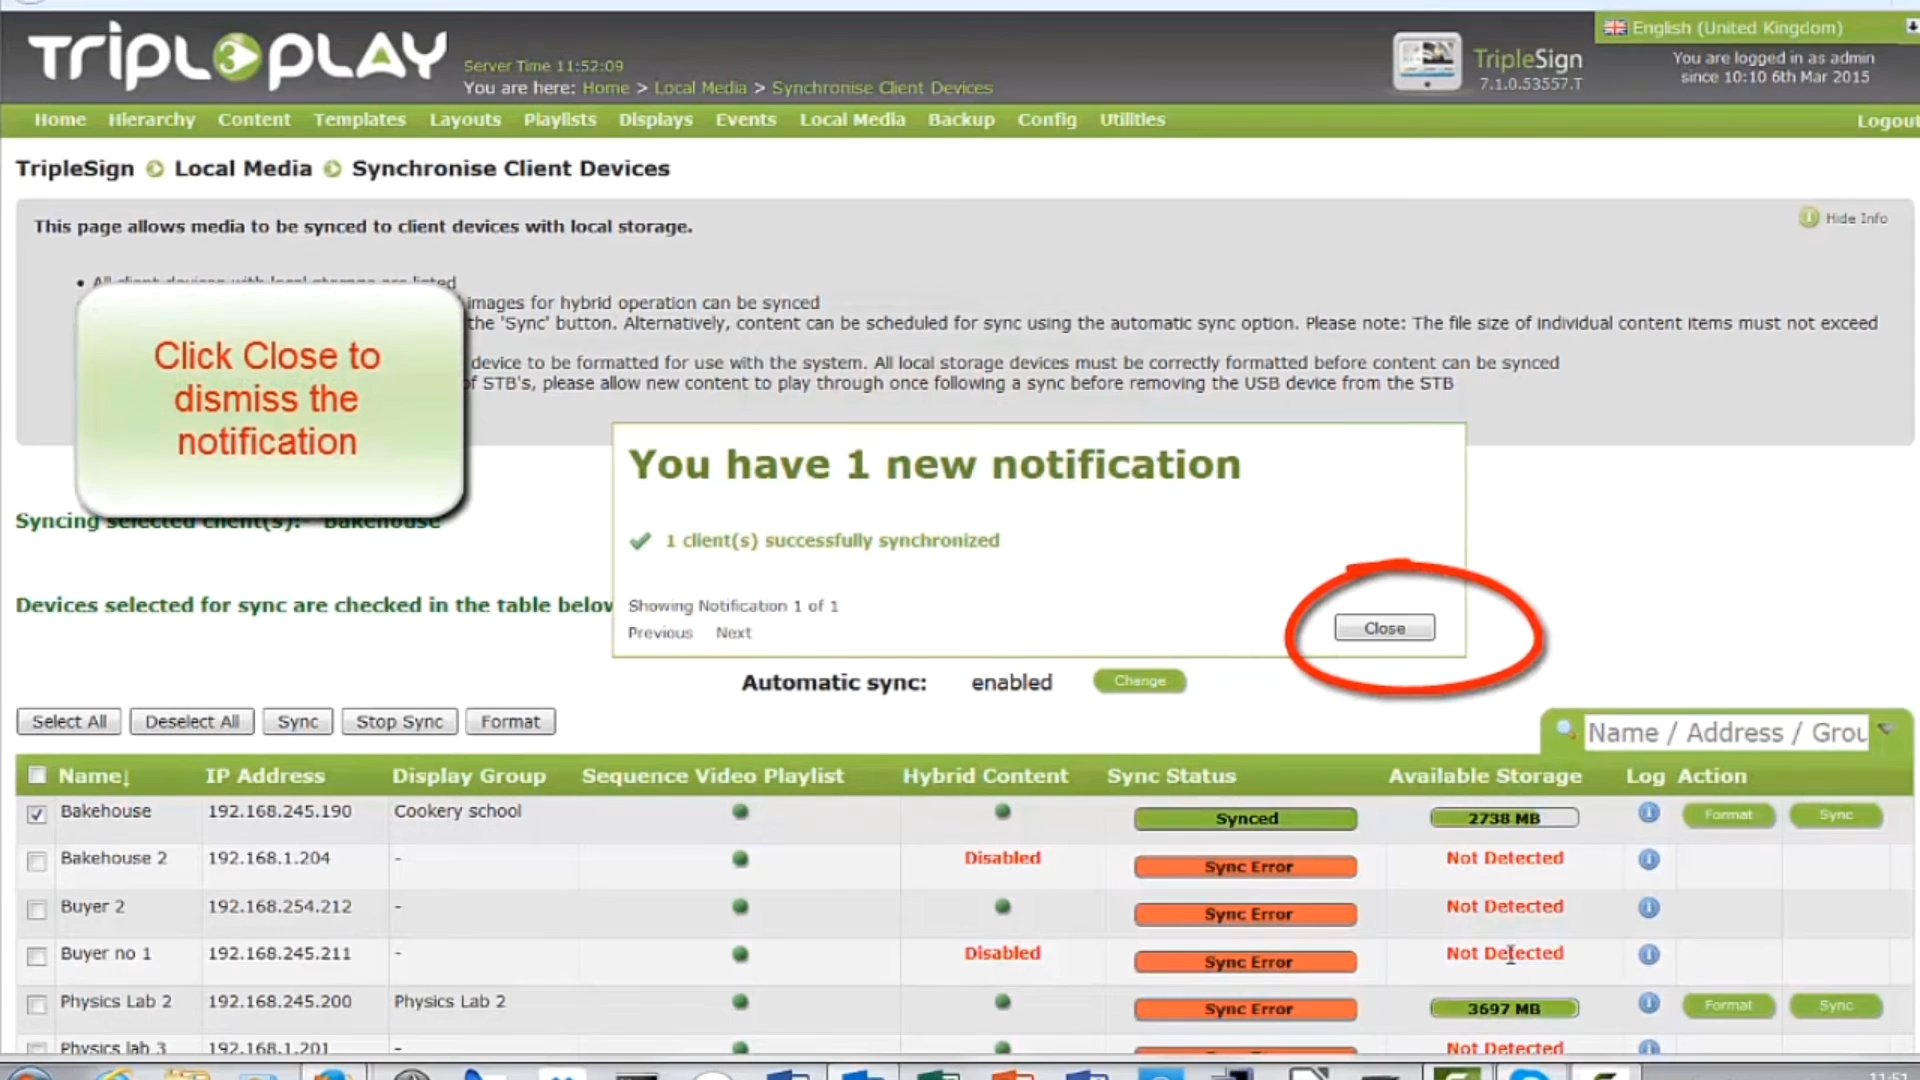 TRIPLEPLAY
Server Time 11:52:09
You are here: Home > Local Media > Synchronise Client Devices
TripleSign
7.1.0.53557.T
English (United Kingdom)
You are logged in as admin
since 10:10 6th Mar 2015
Home Hierarchy Content Templates Layouts Playlists Displays Events Local Media Backup Config Utilities Logout
TripleSign Local Media Synchronise Client Devices
Hide Info
This page allows media to be synced to client devices with local storage.
All client devices with local storage are listed
images for hybrid operation can be synced
the 'Sync' button. Alternatively, content can be scheduled for sync using the automatic sync option. Please note: The file size of individual content items must not exceed
device to be formatted for use with the system. All local storage devices must be correctly formatted before content can be synced
of STB's, please allow new content to play through once following a sync before removing the USB device from the STB
Click Close to
dismiss the
notification
Syncing selected client(s): Bakehouse
You have 1 new notification
1 client(s) successfully synchronized
Devices selected for sync are checked in the table below
Showing Notification 1 of 1
Previous Next
Close
Automatic sync: enabled Change
Select All Deselect All Sync Stop Sync Format
Name / Address / Grou
Name↓ IP Address Display Group Sequence Video Playlist Hybrid Content Sync Status Available Storage Log Action
Bakehouse 192.168.245.190 Cookery school Synced 2738 MB Format Sync
Bakehouse 2 192.168.1.204 - Disabled Sync Error Not Detected
Buyer 2 192.168.254.212 - Sync Error Not Detected
Buyer no 1 192.168.245.211 - Disabled Sync Error Not Detected
Physics Lab 2 192.168.245.200 Physics Lab 2 Sync Error 3697 MB Format Sync
Physics lab 3 192.168.1.201 - Not Detected
11:51